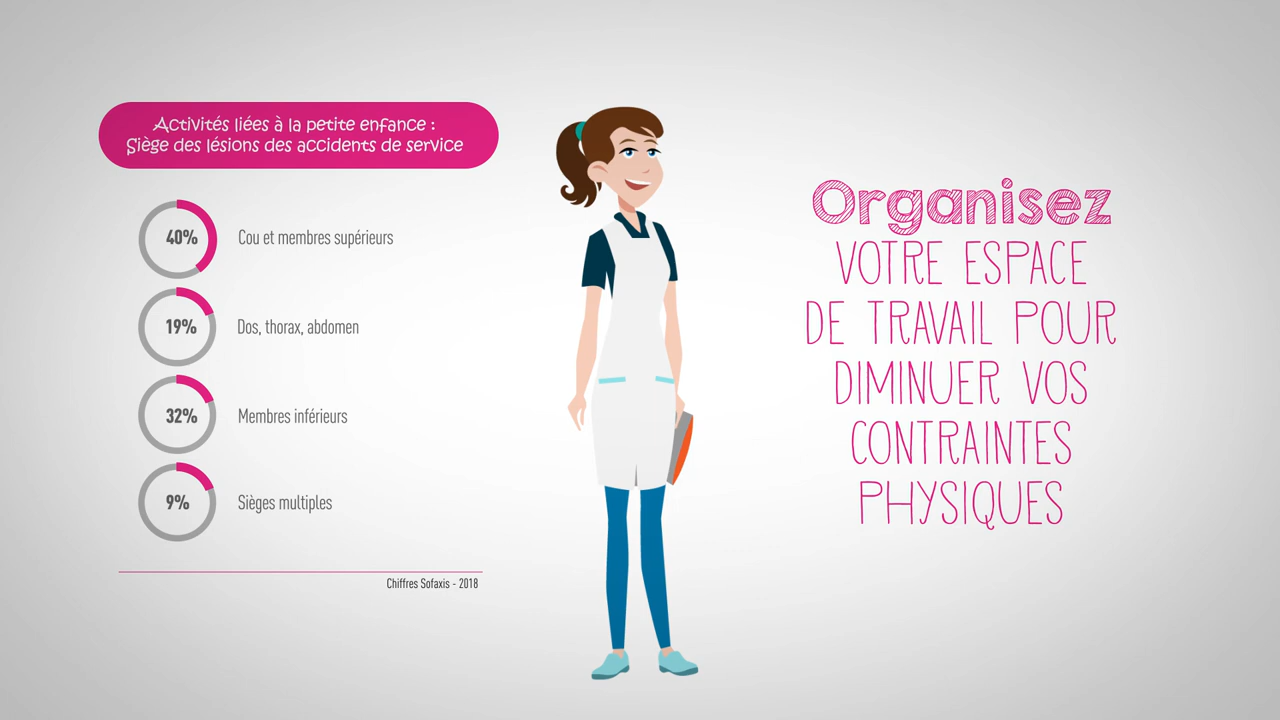 Activités liées à la petite enfance :
Siège des lésions des accidents de service
40%
Cou et membres supérieurs
19%
Dos, thorax, abdomen
32%
Membres inférieurs
9%
Sièges multiples
Chiffres Sofaxis - 2018
Organisez
VOTRE ESPACE
DE TRAVAIL POUR
DIMINUER VOS
CONTRAINTES
PHYSIQUES